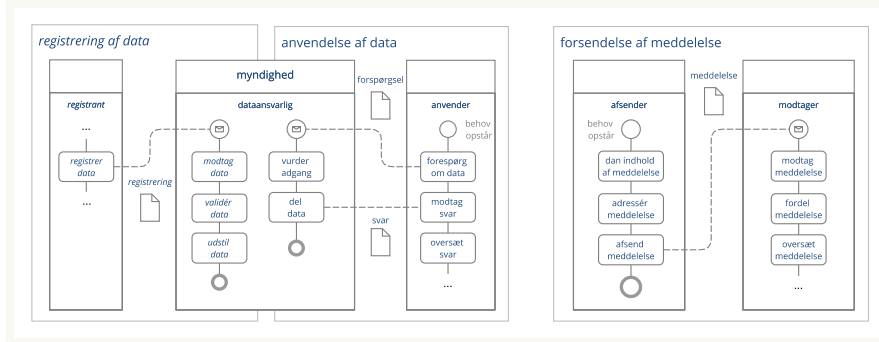 registrering af data
anvendelse af data
forsendelse af meddelelse
myndighed
forspørgsel
meddelelse
registrant
dataansvarlig
anvender
afsender
modtager
...
behov
opstår
behov
opstår
registrer
data
modtag
data
vurder
adgang
forespørg
om data
dan indhold
af meddelelse
modtag
meddelelse
registrering
...
validér
data
del
data
modtag
svar
adressér
meddelelse
fordel
meddelelse
svar
udstil
data
oversæt
svar
afsend
meddelelse
oversæt
meddelelse
...
...